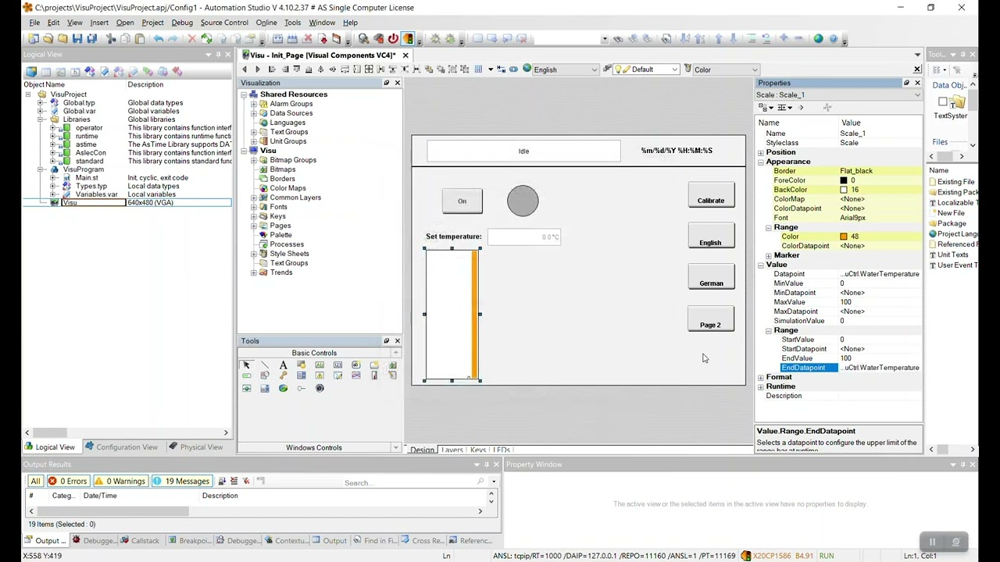 C:\projects\VisuProject\VisuProject.apj/Config1 - Automation Studio V 4.10.2.37 # AS Single Computer License
File Edit View Insert Open Project Debug Source Control Online Tools Window Help
Logical View
Object Name Description
VisuProject
Global.typ Global data types
Global.var Global variables
Libraries Global libraries
operator This library contains function interf
runtime This library contains runtime function
astime The AsTime Library supports DA
AsIecCon This library contains function interf
standard This library contains standard fund
VisuProgram
Main.st Init, cyclic, exit code
Types.typ Local data types
Variables.var Local variables
Visu 640x480 (VGA)
Logical View Configuration View Physical View
Visu - Init_Page [Visual Components VC4]*
English Default Color
Visualization
Shared Resources
Alarm Groups
Data Sources
Languages
Text Groups
Unit Groups
Visu
Bitmap Groups
Bitmaps
Borders
Color Maps
Common Layers
Fonts
Keys
Pages
Palette
Processes
Style Sheets
Text Groups
Trends
Tools
Basic Controls
Windows Controls
Idle
%m/%d/%Y %H:%M:%S
On
Calibrate
Set temperature: 0.0 °C
English
German
Page 2
Design Layers Keys LEDs
Properties
Scale : Scale_1
Name Value
Name Scale_1
Styleclass Scale
Position
Appearance
Border Flat_black
ForeColor 0
BackColor 16
ColorMap <None>
ColorDatapoint <None>
Font Arial9px
Range
Color 48
ColorDatapoint <None>
Marker
Value
Datapoint ...uCtrl.WaterTemperature
MinValue 0
MinDatapoint <None>
MaxValue 100
MaxDatapoint <None>
SimulationValue 0
Range
StartValue 0
StartDatapoint <None>
EndValue 100
EndDatapoint ...uCtrl.WaterTemperature
Format
Runtime
Description
Value.Range.EndDatapoint
Selects a datapoint to configure the upper limit of the
range bar at runtime
Tool...
Data Obj..
TextSyster
Files
Name
Existing File
Existing Pack
Localizable T
New File
Package
Project Lang
Referenced F
Unit Texts
User Event T
Output Results
All 0 Errors 0 Warnings 19 Messages Search...
# Categ.. Date/Time Description
19 Items (Selected : 0)
Output ... Debugge.. Callstack Breakpoi.. Debugge.. Contextu.. Output Find in Fi.. Cross Re.. Referenc..
Property Window
The active view or the selected items in the active view have no properties to display
X:558 Y:419 Ln ANSL: tcpip/RT=1000 /DAIP=127.0.0.1 /REPO=11160 /ANSL=1 /PT=11169 X20CP1586 B4.91 RUN Ln:1, Col:1